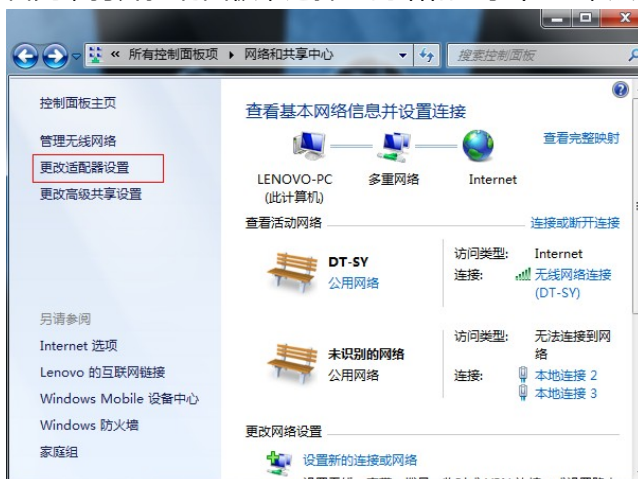 所有控制面板项 ▸ 网络和共享中心
搜索控制面板
控制面板主页
管理无线网络
更改适配器设置
更改高级共享设置
另请参阅
Internet 选项
Lenovo 的互联网链接
Windows Mobile 设备中心
Windows 防火墙
家庭组
查看基本网络信息并设置连接
查看完整映射
LENOVO-PC
(此计算机)
多重网络
Internet
查看活动网络
连接或断开连接
DT-SY
公用网络
访问类型: Internet
连接: 无线网络连接
(DT-SY)
未识别的网络
公用网络
访问类型: 无法连接到网
络
连接: 本地连接 2
本地连接 3
更改网络设置
设置新的连接或网络